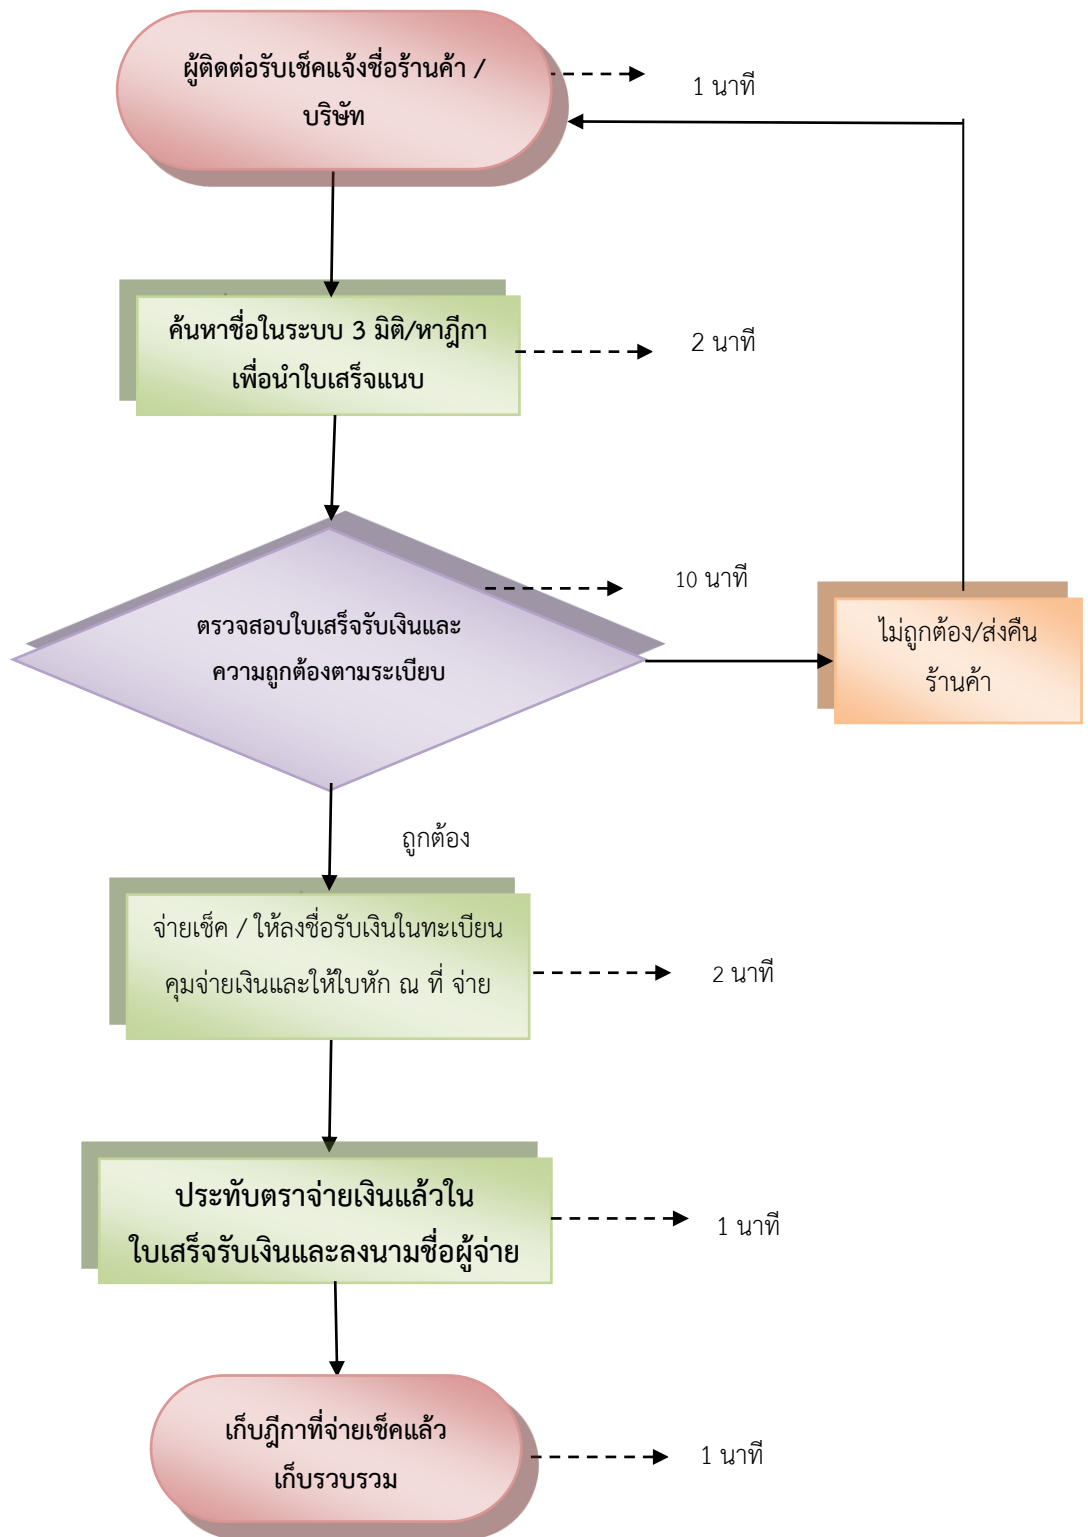 ผู้ติดต่อรับเช็คแจ้งชื่อร้านค้า /
บริษัท
1 นาที
ค้นหาชื่อในระบบ 3 มิติ/หาฎีกา
เพื่อนำใบเสร็จแนบ
2 นาที
ตรวจสอบใบเสร็จรับเงินและ
ความถูกต้องตามระเบียบ
10 นาที
ไม่ถูกต้อง/ส่งคืน
ร้านค้า
ถูกต้อง
จ่ายเช็ค / ให้ลงชื่อรับเงินในทะเบียน
คุมจ่ายเงินและให้ใบหัก ณ ที่ จ่าย
2 นาที
ประทับตราจ่ายเงินแล้วใน
ใบเสร็จรับเงินและลงนามชื่อผู้จ่าย
1 นาที
เก็บฎีกาที่จ่ายเช็คแล้ว
เก็บรวบรวม
1 นาที